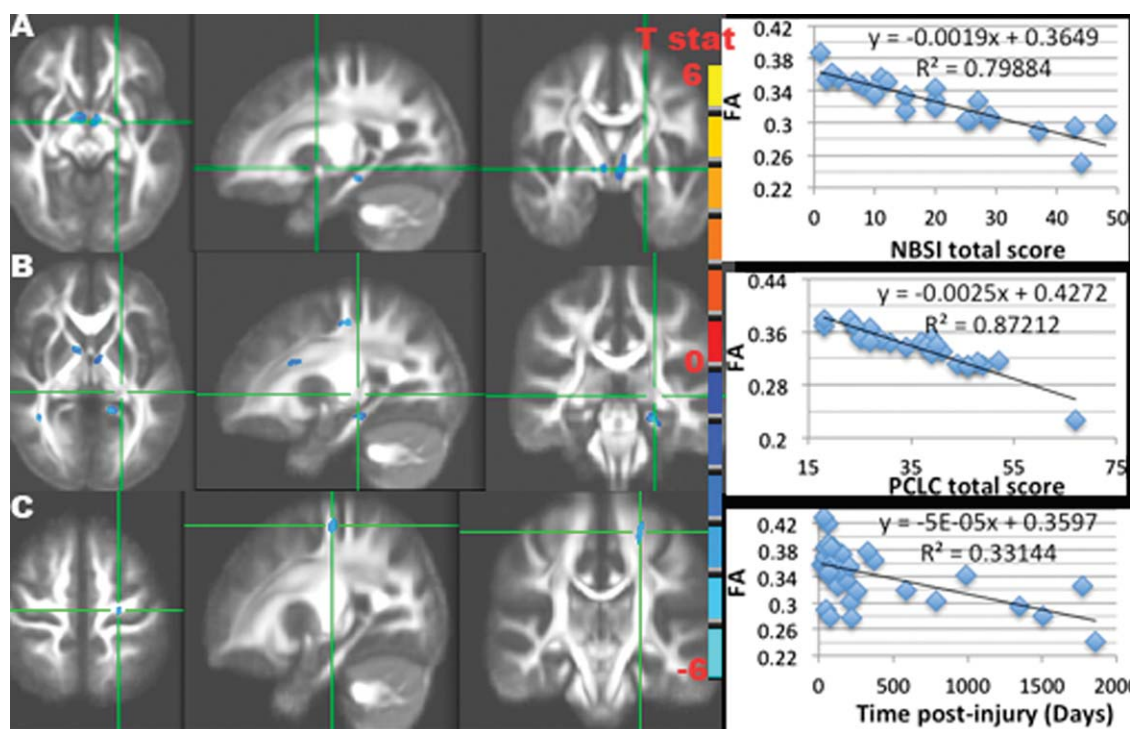 A
T stat
6
0
-6
B
C
0.42
0.38
0.34
0.3
0.26
0.22
FA
y = -0.0019x + 0.3649
R² = 0.79884
0 10 20 30 40 50
NBSI total score
0.44
0.36
0.28
0.2
FA
y = -0.0025x + 0.4272
R² = 0.87212
15 35 55 75
PCLC total score
0.42
0.38
0.34
0.3
0.26
0.22
FA
y = -5E-05x + 0.3597
R² = 0.33144
0 500 1000 1500 200
Time post-injury (Days)